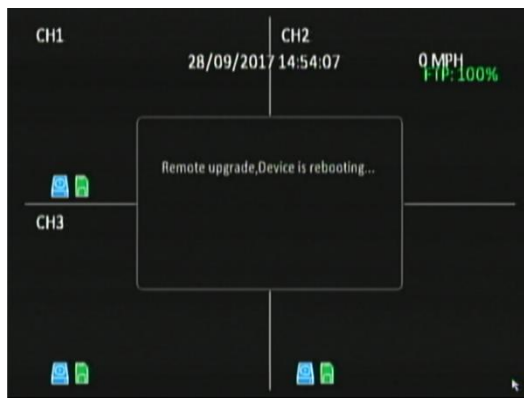 CH1
CH2
28/09/2017 14:54:07
0 MPH
FTP:100%
Remote upgrade,Device is rebooting...
CH3